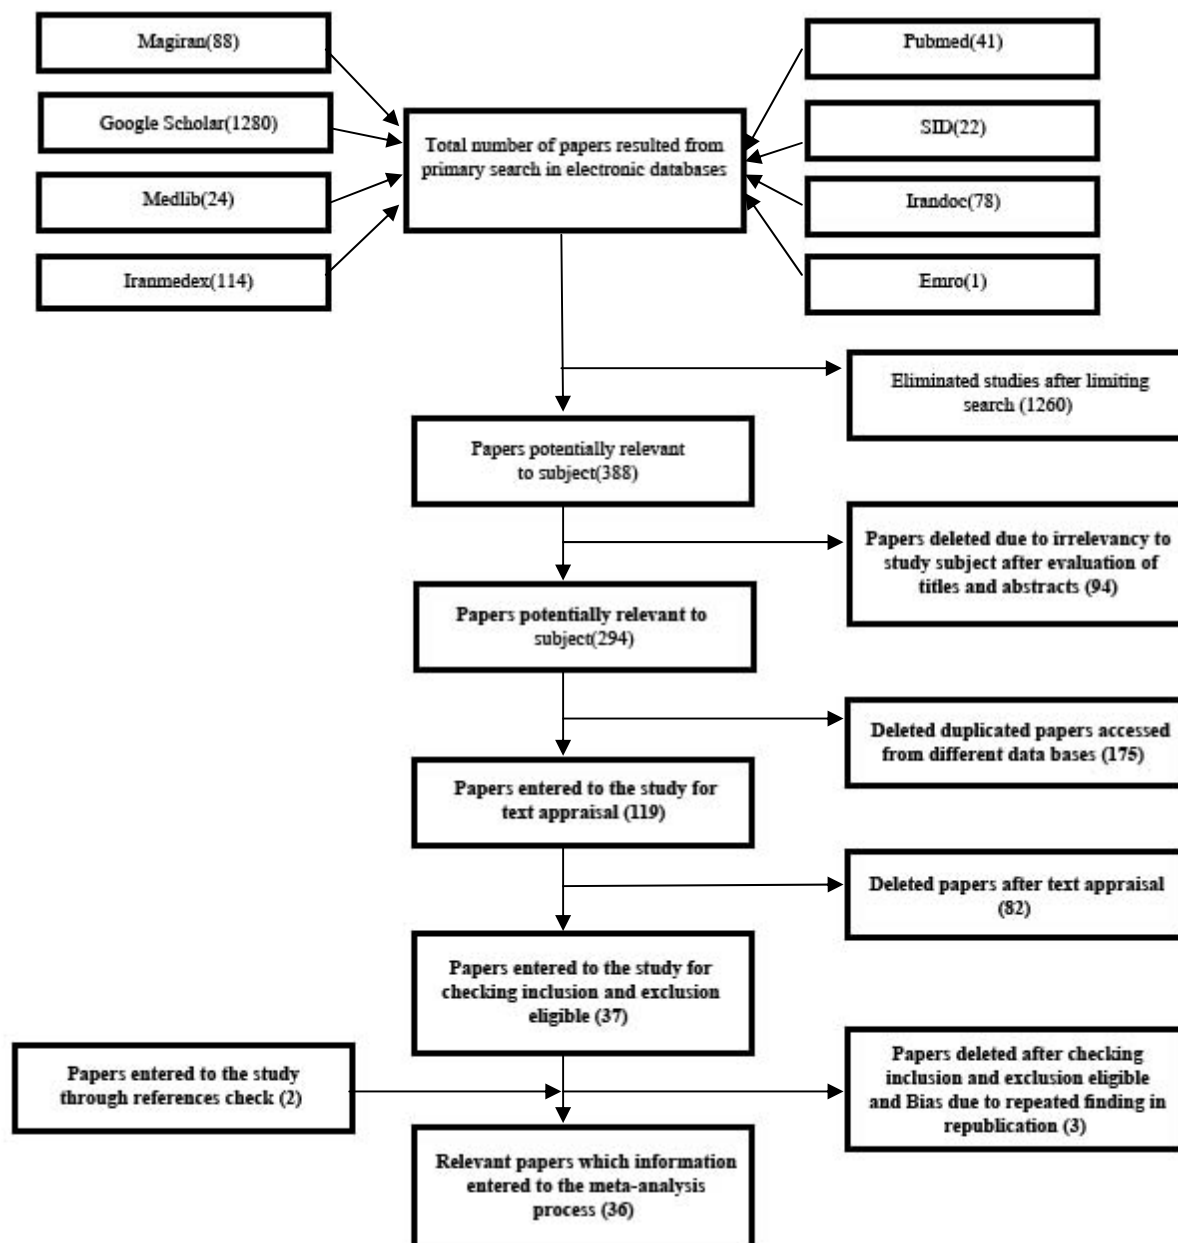 Magiran(88)
Google Scholar(1280)
Medlib(24)
Iranmedex(114)
Total number of papers resulted from
primary search in electronic databases
Pubmed(41)
SID(22)
Irandoc(78)
Emro(1)
Eliminated studies after limiting
search (1260)
Papers potentially relevant
to subject(388)
Papers deleted due to irrelevancy to
study subject after evaluation of
titles and abstracts (94)
Papers potentially relevant to
subject(294)
Deleted duplicated papers accessed
from different data bases (175)
Papers entered to the study for
text appraisal (119)
Deleted papers after text appraisal
(82)
Papers entered to the study for
checking inclusion and exclusion
eligible (37)
Papers entered to the study
through references check (2)
Papers deleted after checking
inclusion and exclusion eligible
and Bias due to repeated finding in
republication (3)
Relevant papers which information
entered to the meta-analysis
process (36)